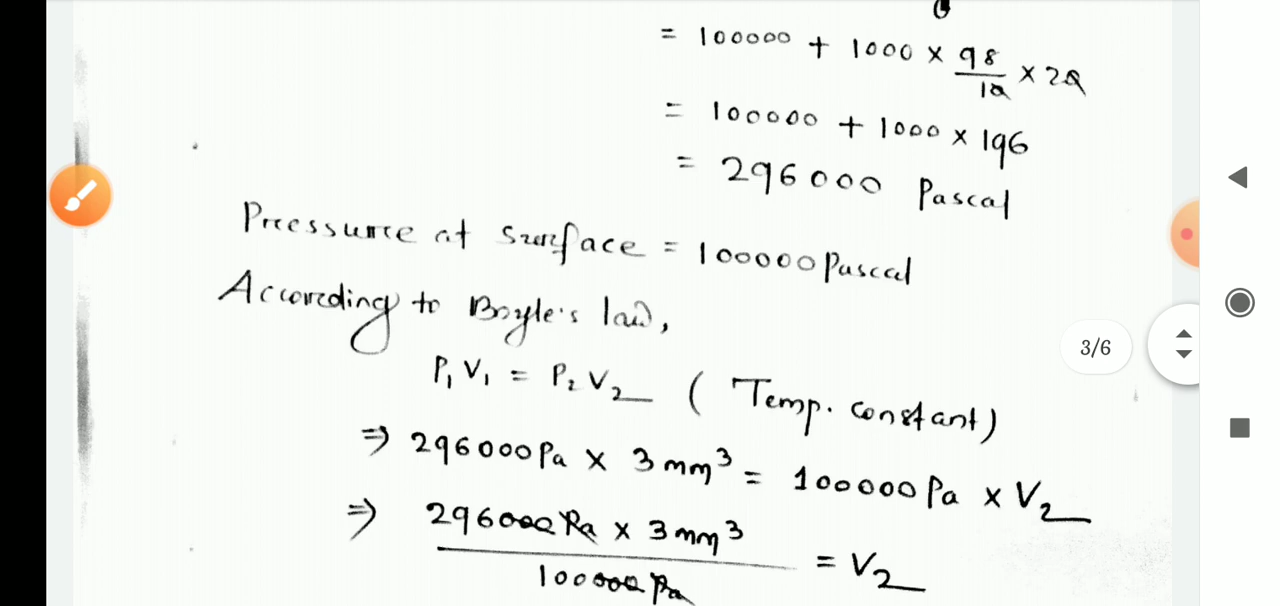 = 100000 + 1000 × 98/10 × 20
= 100000 + 1000 × 196
= 296000 Pascal
Pressure at surface = 100000 Pascal
According to Boyle's law,
P₁V₁ = P₂V₂ (Temp. constant)
⇒ 296000 Pa × 3 mm³ = 100000 Pa × V₂
⇒ 296000 Pa × 3 mm³ / 100000 Pa = V₂
3/6